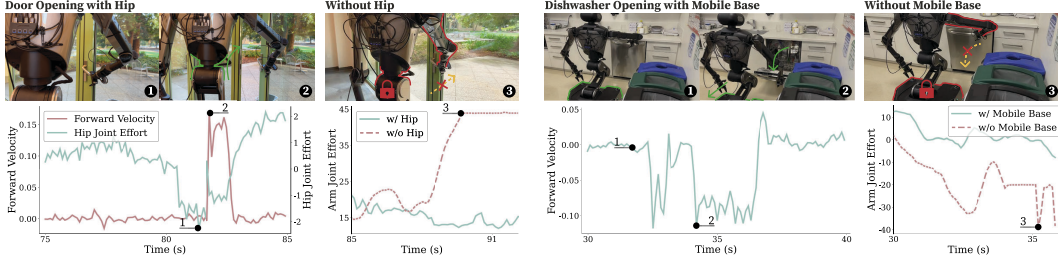 Door Opening with Hip
Without Hip
Dishwasher Opening with Mobile Base
Without Mobile Base
1
2
3
1
2
3
Forward Velocity
0.15
0.10
0.05
0.00
Forward Velocity
Hip Joint Effort
2
1
2
1
0
-1
-2
Hip Joint Effort
75
80
85
Time (s)
Arm Joint Effort
45
35
25
15
w/ Hip
w/o Hip
3
85
91
Time (s)
Forward Velocity
0.05
0.00
-0.05
-0.10
1
2
30
35
40
Time (s)
Arm Joint Effort
10
0
-10
-20
-30
-40
w/ Mobile Base
w/o Mobile Base
3
30
35
Time (s)